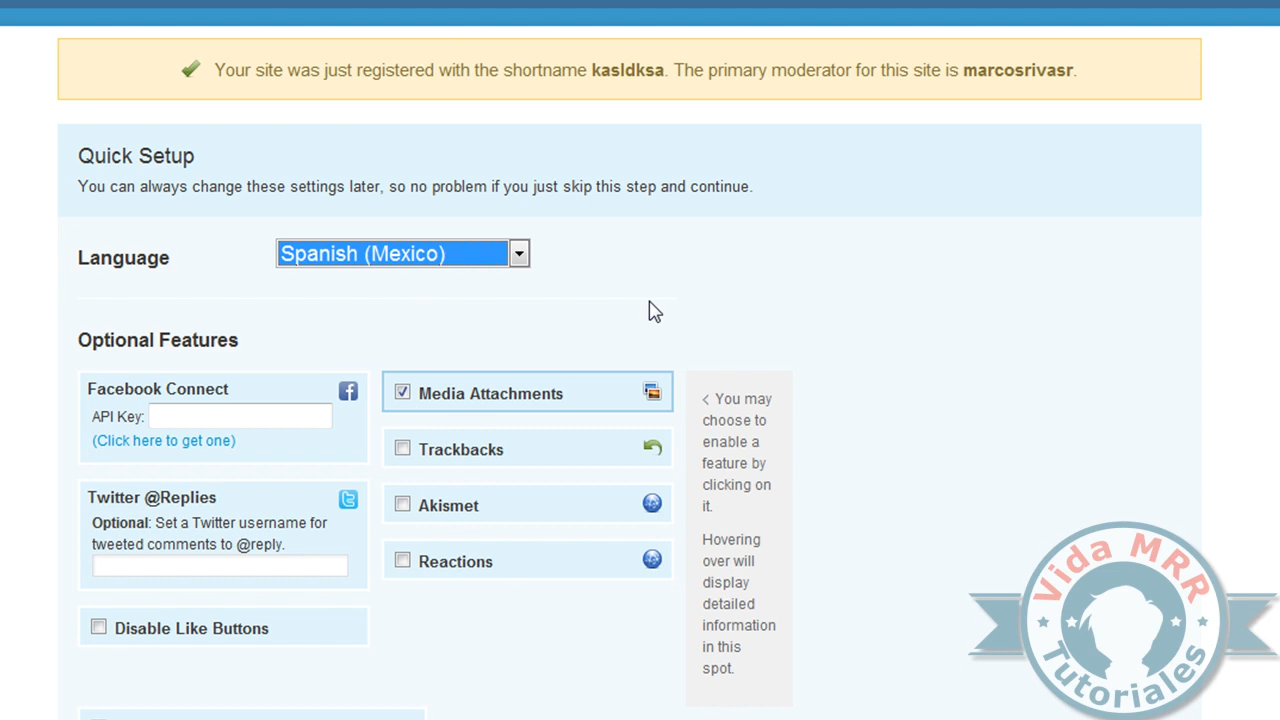 Your site was just registered with the shortname kasldksa. The primary moderator for this site is marcosrivasr.
Quick Setup
You can always change these settings later, so no problem if you just skip this step and continue.
Language
Spanish (Mexico)
Optional Features
Facebook Connect
API Key:
(Click here to get one)
Twitter @Replies
Optional: Set a Twitter username for
tweeted comments to @reply.
Disable Like Buttons
Media Attachments
Trackbacks
Akismet
Reactions
< You may
choose to
enable a
feature by
clicking on
it.
Hovering
over will
display
detailed
information
in this
spot.
Vida MRR
Tutoriales